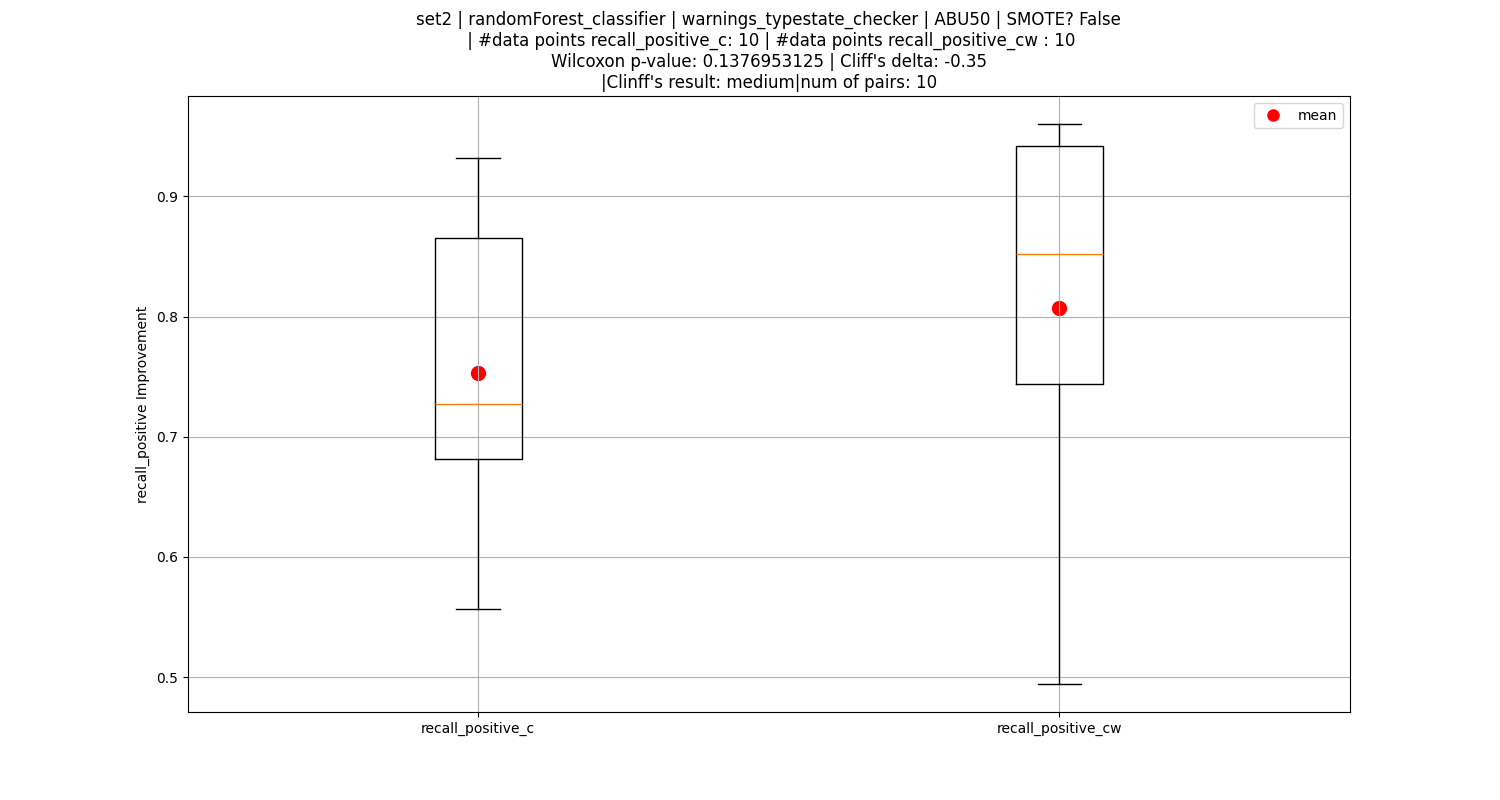 set2 | randomForest_classifier | warnings_typestate_checker | ABU50 | SMOTE? False
| #data points recall_positive_c: 10 | #data points recall_positive_cw : 10
Wilcoxon p-value: 0.1376953125 | Cliff's delta: -0.35
|Clinff's result: medium|num of pairs: 10
mean
0.9
0.8
0.7
0.6
0.5
recall_positive Improvement
recall_positive_c
recall_positive_cw